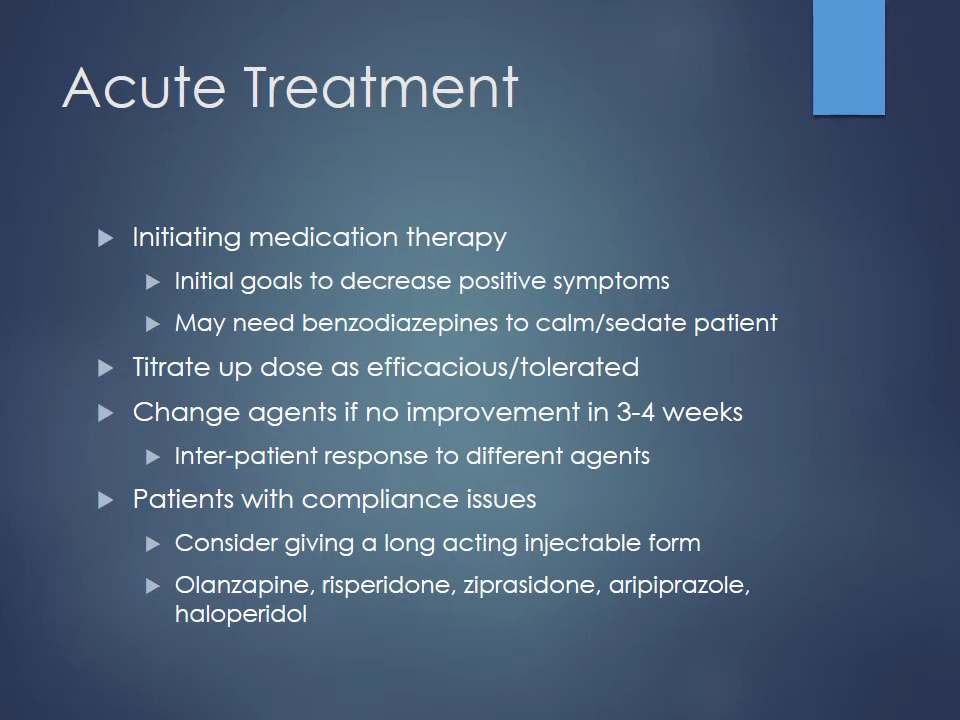 Acute Treatment
Initiating medication therapy
Initial goals to decrease positive symptoms
May need benzodiazepines to calm/sedate patient
Titrate up dose as efficacious/tolerated
Change agents if no improvement in 3-4 weeks
Inter-patient response to different agents
Patients with compliance issues
Consider giving a long acting injectable form
Olanzapine, risperidone, ziprasidone, aripiprazole,
haloperidol